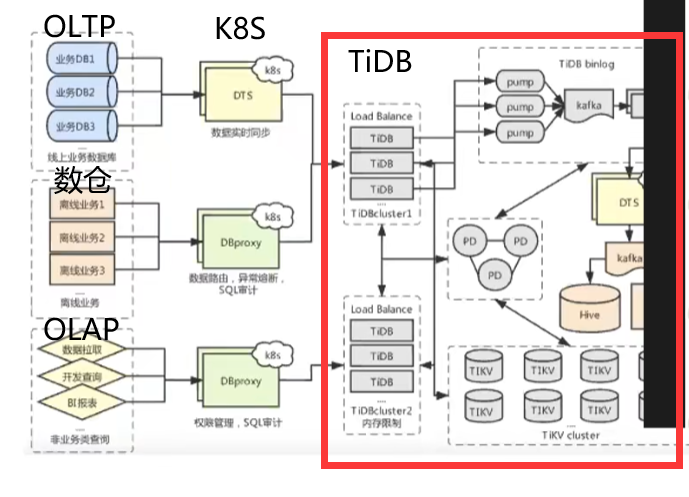 OLTP
K8S
TiDB
业务DB1
业务DB2
业务DB3
....
线上业务数据库
k8s
DTS
数据实时同步
Load Balance
TiDB
TiDB
TiDB
....
TiDBcluster1
TiDB binlog
pump
pump
pump
kafka
数仓
离线业务1
离线业务2
离线业务3
....
离线业务
k8s
DBproxy
数据路由，异常熔断，
SQL审计
PD
PD
PD
DTS
kafka
Hive
OLAP
数据拉取
开发查询
BI报表
....
非业务类查询
k8s
DBproxy
权限管理，SQL审计
Load Balance
TiDB
TiDB
TiDB
....
TiDBcluster2
内存限制
TIKV
TIKV
TIKV
TIKV
TIKV
TIKV
....
TiKV cluster